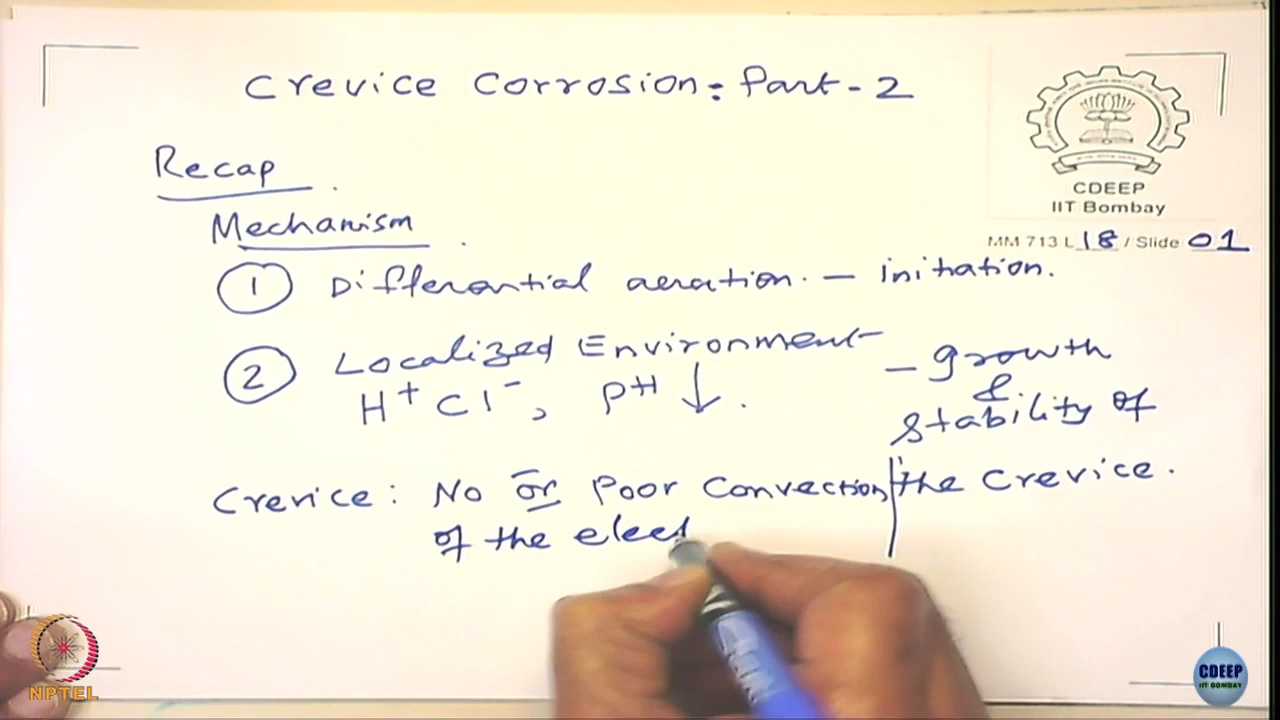 Crevice Corrosion: Part-2
Recap
Mechanism
CDEEP
IIT Bombay
MM 713 L 18 / Slide 01
1 Differential aeration. – initiation.
2 Localized Environment – growth
H+ Cl-, pH ↓. &
stability of
the Crevice.
Crevice: No or Poor Convection
of the elect
NPTEL
CDEEP
IIT BOMBAY